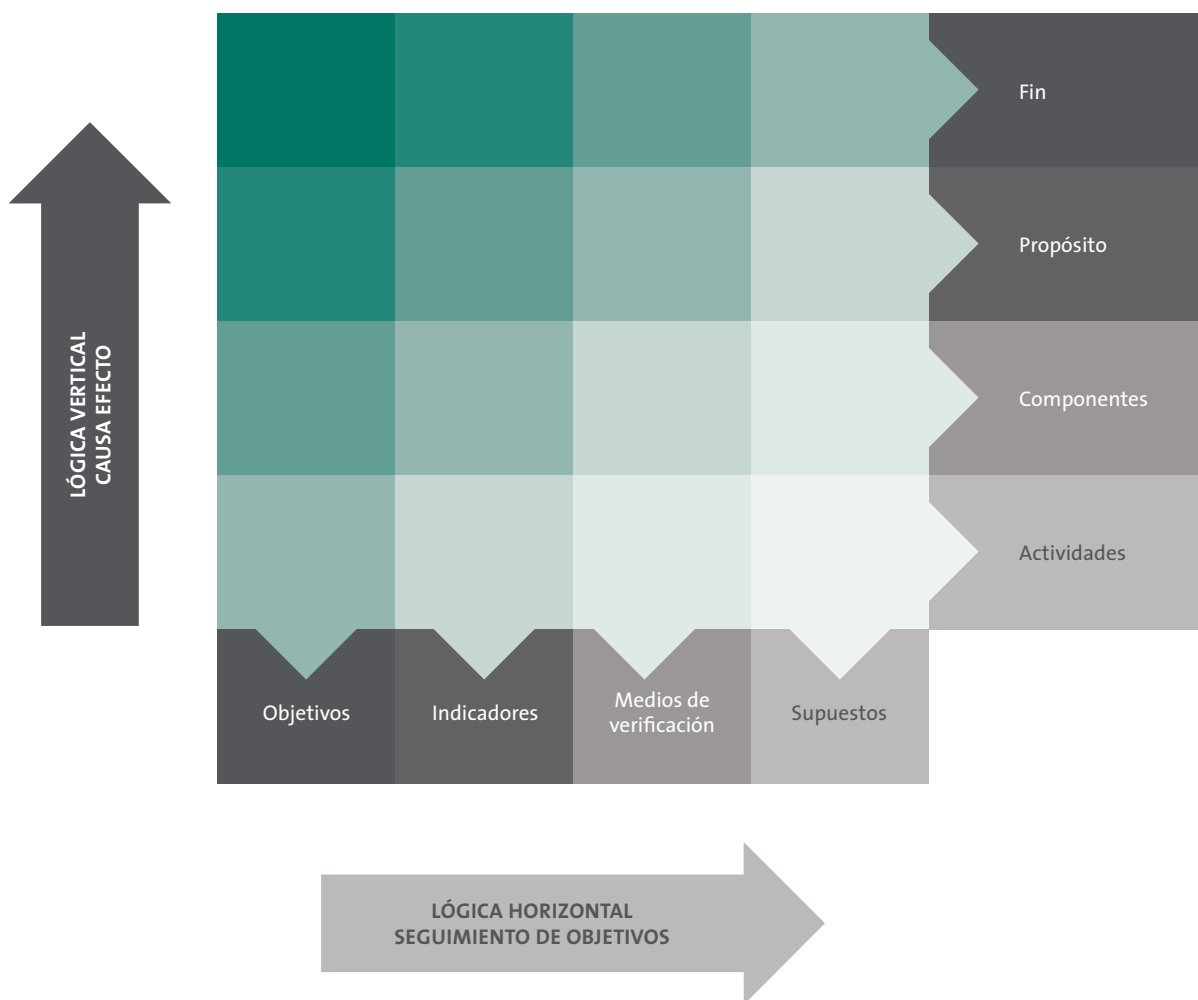 Fin
Propósito
Componentes
Actividades
LÓGICA VERTICAL
CAUSA EFECTO
Objetivos
Indicadores
Medios de
verificación
Supuestos
LÓGICA HORIZONTAL
SEGUIMIENTO DE OBJETIVOS